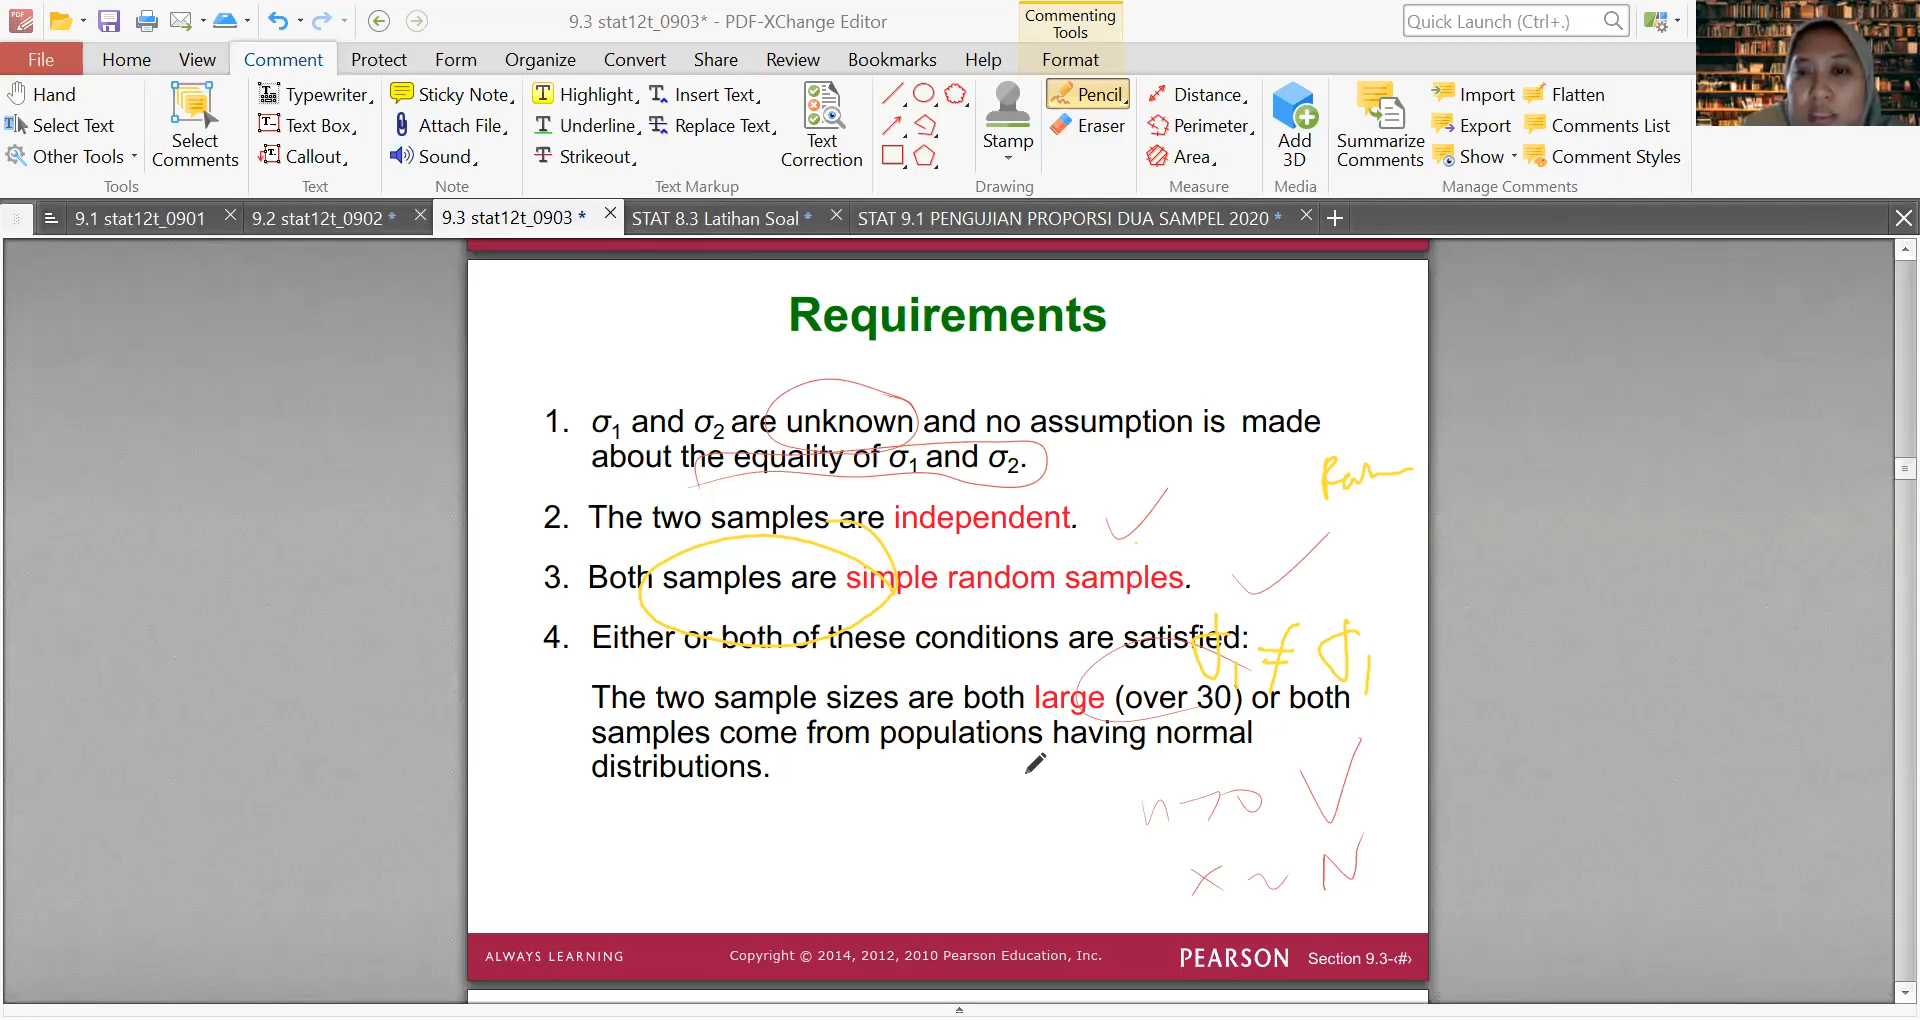 9.3 stat12t_0903* - PDF-XChange Editor
Commenting Tools
Quick Launch (Ctrl+.)
File Home View Comment Protect Form Organize Convert Share Review Bookmarks Help Format
Hand
Select Text
Other Tools
Select Comments
Tools
Typewriter
Text Box
Callout
Text
Sticky Note
Attach File
Sound
Note
Highlight
Underline
Strikeout
Insert Text
Replace Text
Text Correction
Text Markup
Stamp
Pencil
Eraser
Drawing
Distance
Perimeter
Area
Measure
Add 3D
Media
Summarize Comments
Import
Export
Show
Flatten
Comments List
Comment Styles
Manage Comments
9.1 stat12t_0901 9.2 stat12t_0902 * 9.3 stat12t_0903 * STAT 8.3 Latihan Soal * STAT 9.1 PENGUJIAN PROPORSI DUA SAMPEL 2020 *
Requirements
1. σ1 and σ2 are unknown and no assumption is made
about the equality of σ1 and σ2.
2. The two samples are independent.
3. Both samples are simple random samples.
4. Either or both of these conditions are satisfied:
σ1 ≠ σ1
The two sample sizes are both large (over 30) or both
samples come from populations having normal
distributions.
x ~ N
ALWAYS LEARNING
Copyright © 2014, 2012, 2010 Pearson Education, Inc.
PEARSON
Section 9.3-‹#›